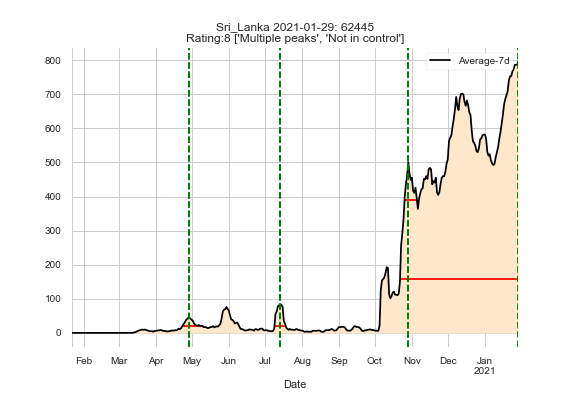 Sri_Lanka 2021-01-29: 62445
Rating:8 ['Multiple peaks', 'Not in control']
Average-7d
800
700
600
500
400
300
200
100
0
Feb Mar Apr May Jun Jul Aug Sep Oct Nov Dec Jan
2021
Date